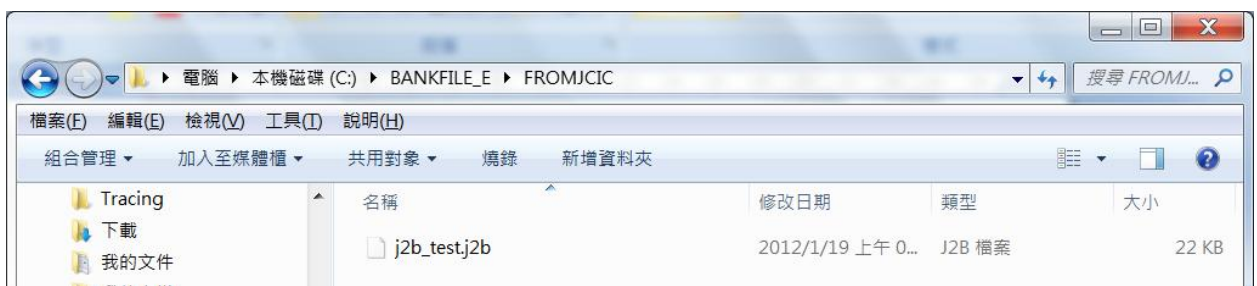 電腦 ▸ 本機磁碟 (C:) ▸ BANKFILE_E ▸ FROMJCIC
搜尋 FROMJ...
檔案(F) 編輯(E) 檢視(V) 工具(T) 說明(H)
組合管理 加入至媒體櫃 共用對象 燒錄 新增資料夾
Tracing
下載
我的文件
名稱 修改日期 類型 大小
j2b_test.j2b 2012/1/19 上午 0... J2B 檔案 22 KB